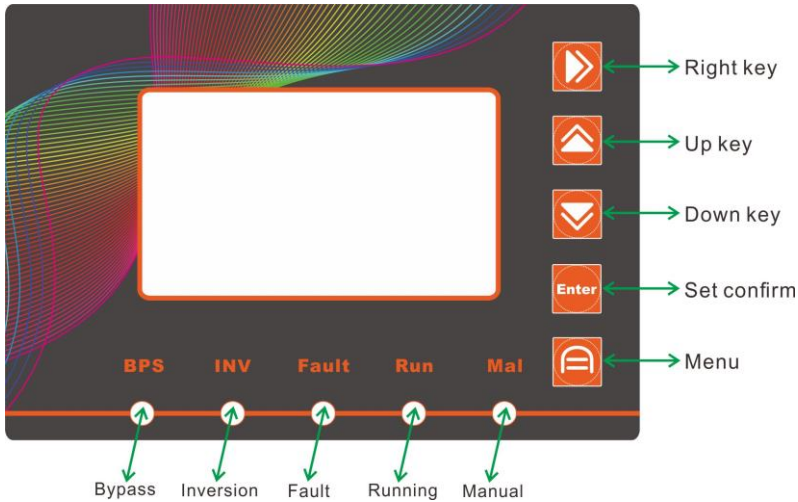 Right key
Up key
Down key
Enter
Set confirm
Menu
BPS INV Fault Run Mal
Bypass Inversion Fault Running Manual